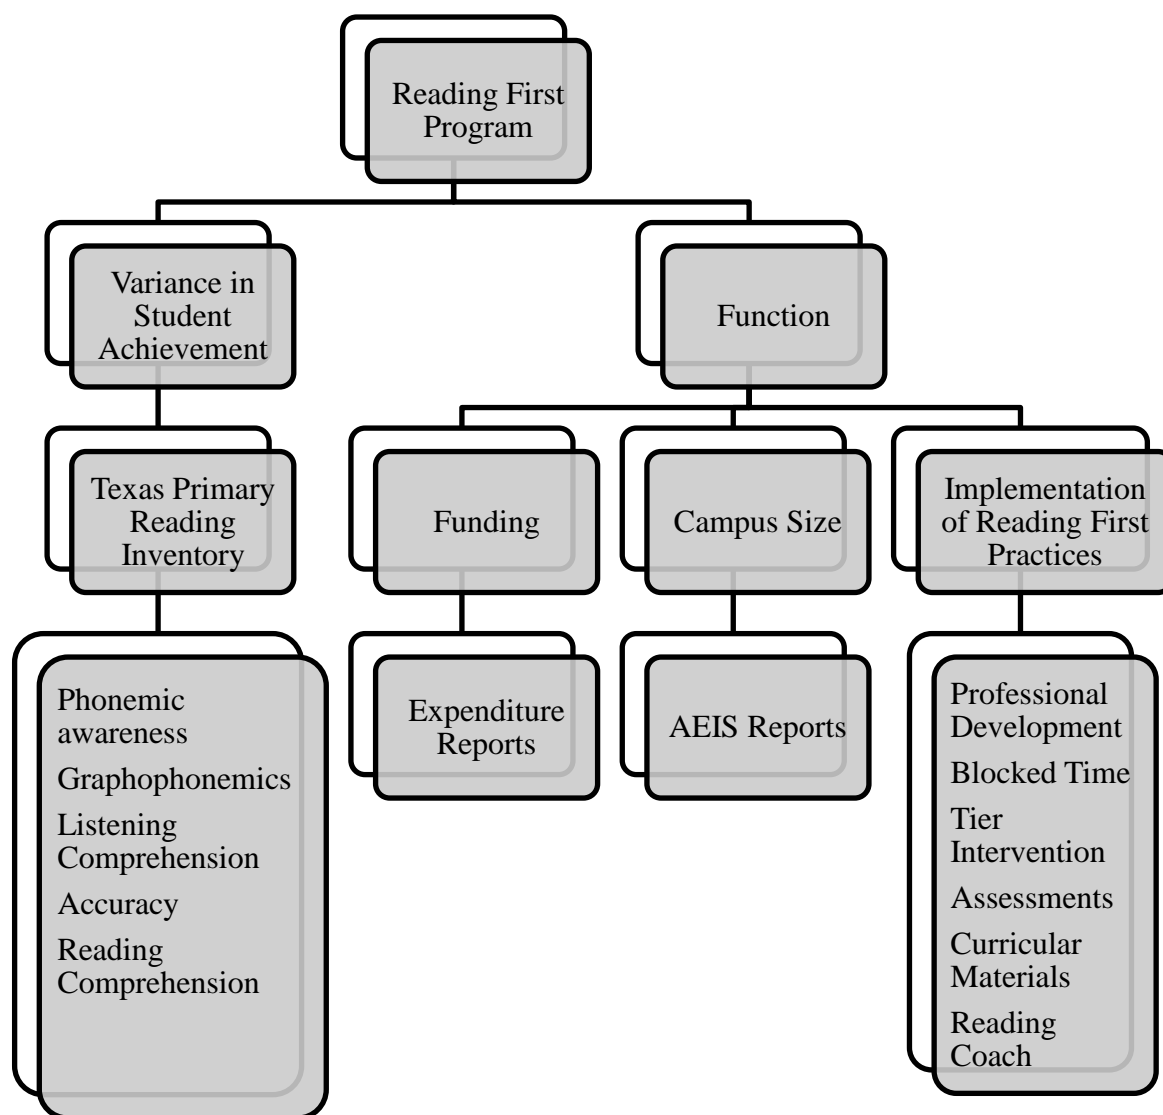 Reading First
Program
Variance in
Student
Achievement
Function
Texas Primary
Reading
Inventory
Funding
Campus Size
Implementation
of Reading First
Practices
Phonemic
awareness
Graphophonemics
Listening
Comprehension
Accuracy
Reading
Comprehension
Expenditure
Reports
AEIS Reports
Professional
Development
Blocked Time
Tier
Intervention
Assessments
Curricular
Materials
Reading
Coach